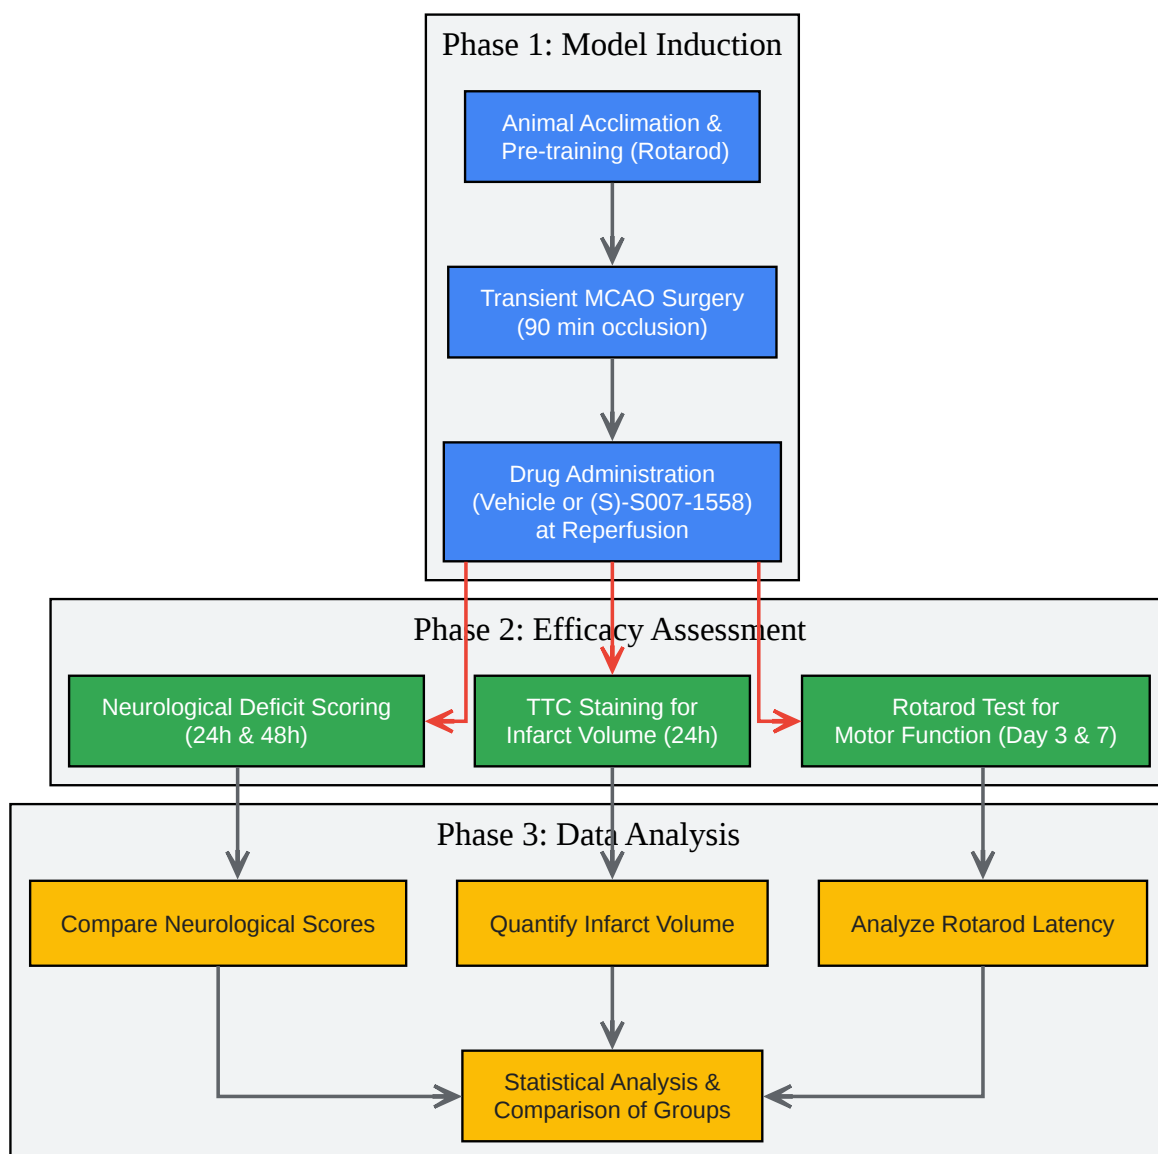 Phase 1: Model Induction
Animal Acclimation &
Pre-training (Rotarod)
Transient MCAO Surgery
(90 min occlusion)
Drug Administration
(Vehicle or (S)-S007-1558)
at Reperfusion
Phase 2: Efficacy Assessment
Neurological Deficit Scoring
(24h & 48h)
TTC Staining for
Infarct Volume (24h)
Rotarod Test for
Motor Function (Day 3 & 7)
Phase 3: Data Analysis
Compare Neurological Scores
Quantify Infarct Volume
Analyze Rotarod Latency
Statistical Analysis &
Comparison of Groups